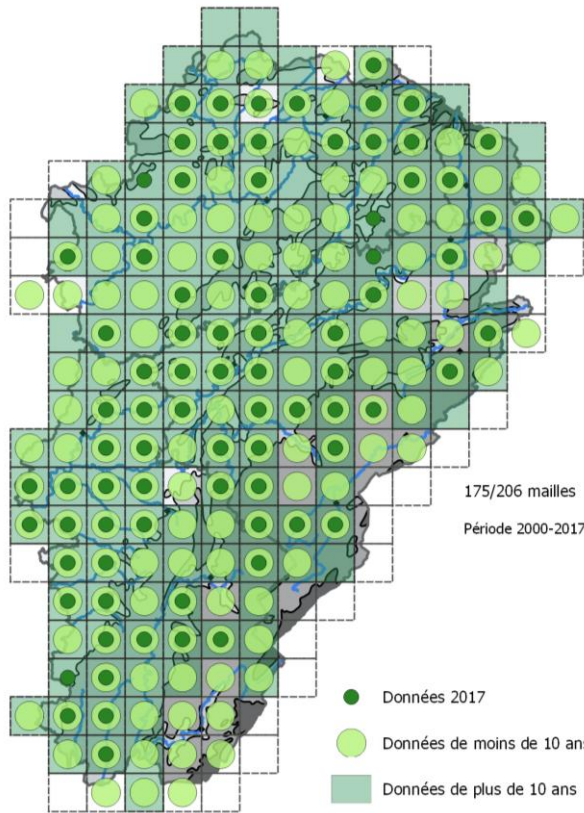 175/206 mailles
Période 2000-2017
Données 2017
Données de moins de 10 ans
Données de plus de 10 ans